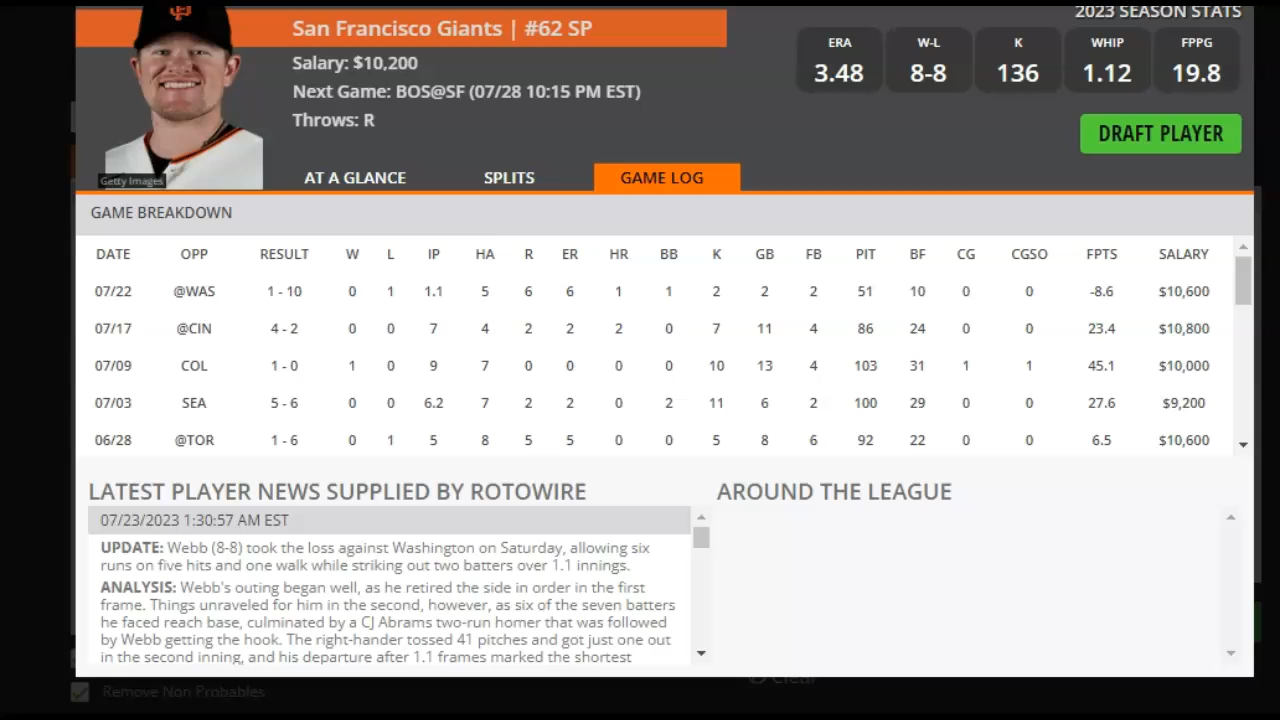 2023 SEASON STATS
San Francisco Giants | #62 SP
Salary: $10,200
Next Game: BOS@SF (07/28 10:15 PM EST)
Throws: R
ERA W-L K WHIP FPPG
3.48 8-8 136 1.12 19.8
DRAFT PLAYER
Getty Images
AT A GLANCE SPLITS GAME LOG
GAME BREAKDOWN
DATE OPP RESULT W L IP HA R ER HR BB K GB FB PIT BF CG CGSO FPTS SALARY
07/22 @WAS 1 - 10 0 1 1.1 5 6 6 1 1 2 2 2 51 10 0 0 -8.6 $10,600
07/17 @CIN 4 - 2 0 0 7 4 2 2 2 0 7 11 4 86 24 0 0 23.4 $10,800
07/09 COL 1 - 0 1 0 9 7 0 0 0 0 10 13 4 103 31 1 1 45.1 $10,000
07/03 SEA 5 - 6 0 0 6.2 7 2 2 0 2 11 6 2 100 29 0 0 27.6 $9,200
06/28 @TOR 1 - 6 0 1 5 8 5 5 0 0 5 8 6 92 22 0 0 6.5 $10,600
LATEST PLAYER NEWS SUPPLIED BY ROTOWIRE
07/23/2023 1:30:57 AM EST
UPDATE: Webb (8-8) took the loss against Washington on Saturday, allowing six
runs on five hits and one walk while striking out two batters over 1.1 innings.
ANALYSIS: Webb's outing began well, as he retired the side in order in the first
frame. Things unraveled for him in the second, however, as six of the seven batters
he faced reach base, culminated by a CJ Abrams two-run homer that was followed
by Webb getting the hook. The right-hander tossed 41 pitches and got just one out
in the second inning, and his departure after 1.1 frames marked the shortest
AROUND THE LEAGUE
Remove Non Probables
Clear